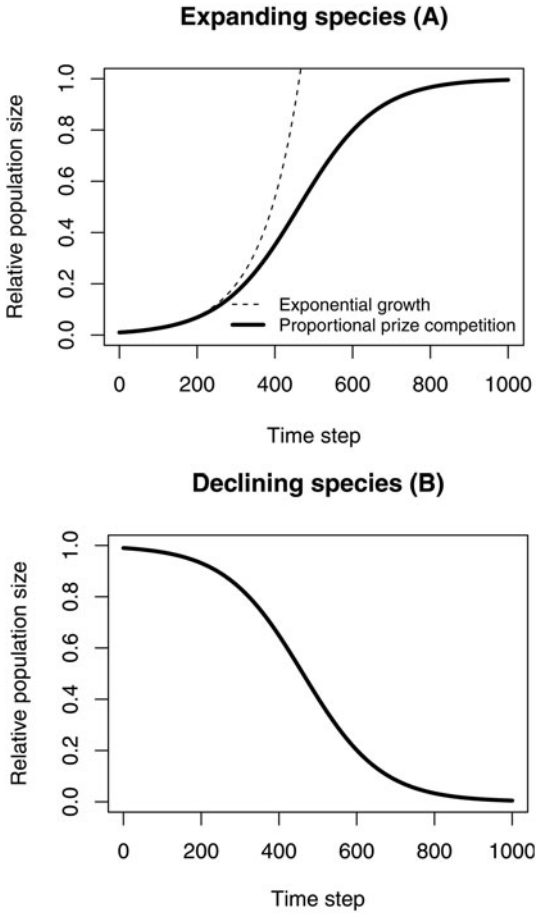 Expanding species (A)
Relative population size
1.0
0.8
0.6
0.4
0.2
0.0
Exponential growth
Proportional prize competition
0 200 400 600 800 1000
Time step
Declining species (B)
Relative population size
1.0
0.8
0.6
0.4
0.2
0.0
0 200 400 600 800 1000
Time step